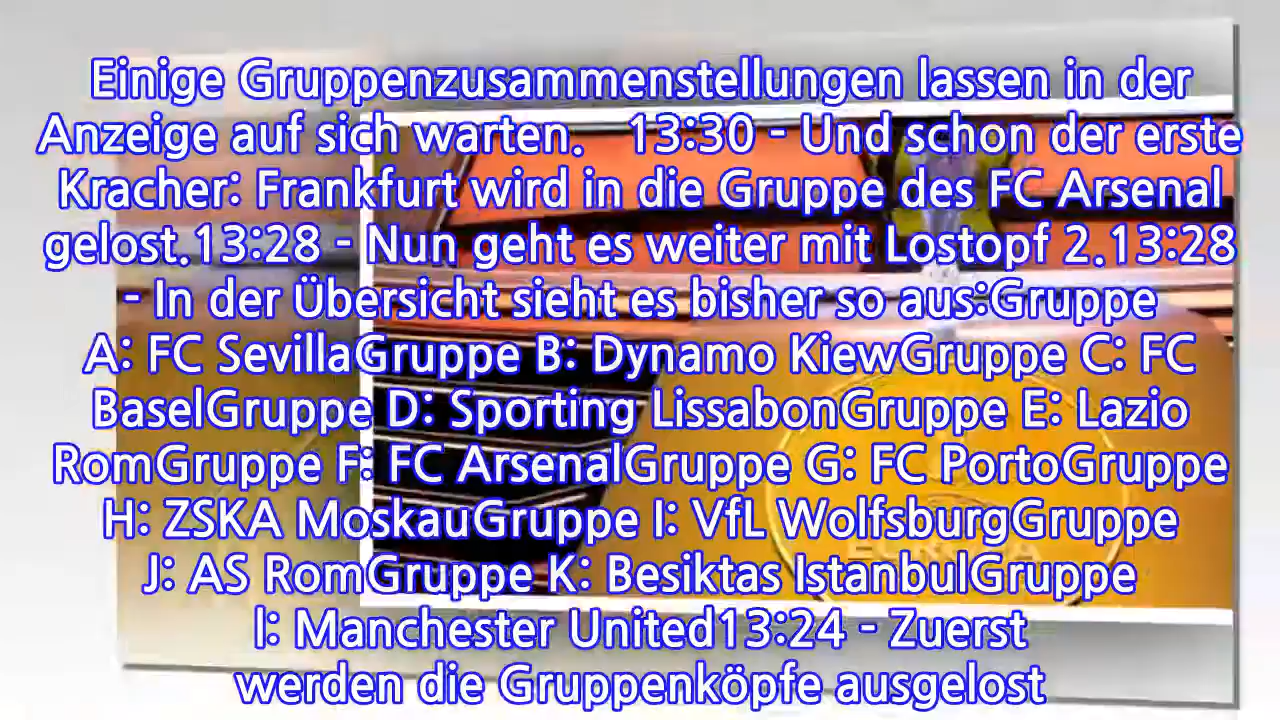 Einige Gruppenzusammenstellungen lassen in der
Anzeige auf sich warten.   13:30 - Und schon der erste
Kracher: Frankfurt wird in die Gruppe des FC Arsenal
gelost.13:28 - Nun geht es weiter mit Lostopf 2.13:28
- In der Übersicht sieht es bisher so aus:Gruppe
A: FC SevillaGruppe B: Dynamo KiewGruppe C: FC
BaselGruppe D: Sporting LissabonGruppe E: Lazio
RomGruppe F: FC ArsenalGruppe G: FC PortoGruppe
H: ZSKA MoskauGruppe I: VfL WolfsburgGruppe
J: AS RomGruppe K: Besiktas IstanbulGruppe
l: Manchester United13:24 - Zuerst
werden die Gruppenköpfe ausgelost